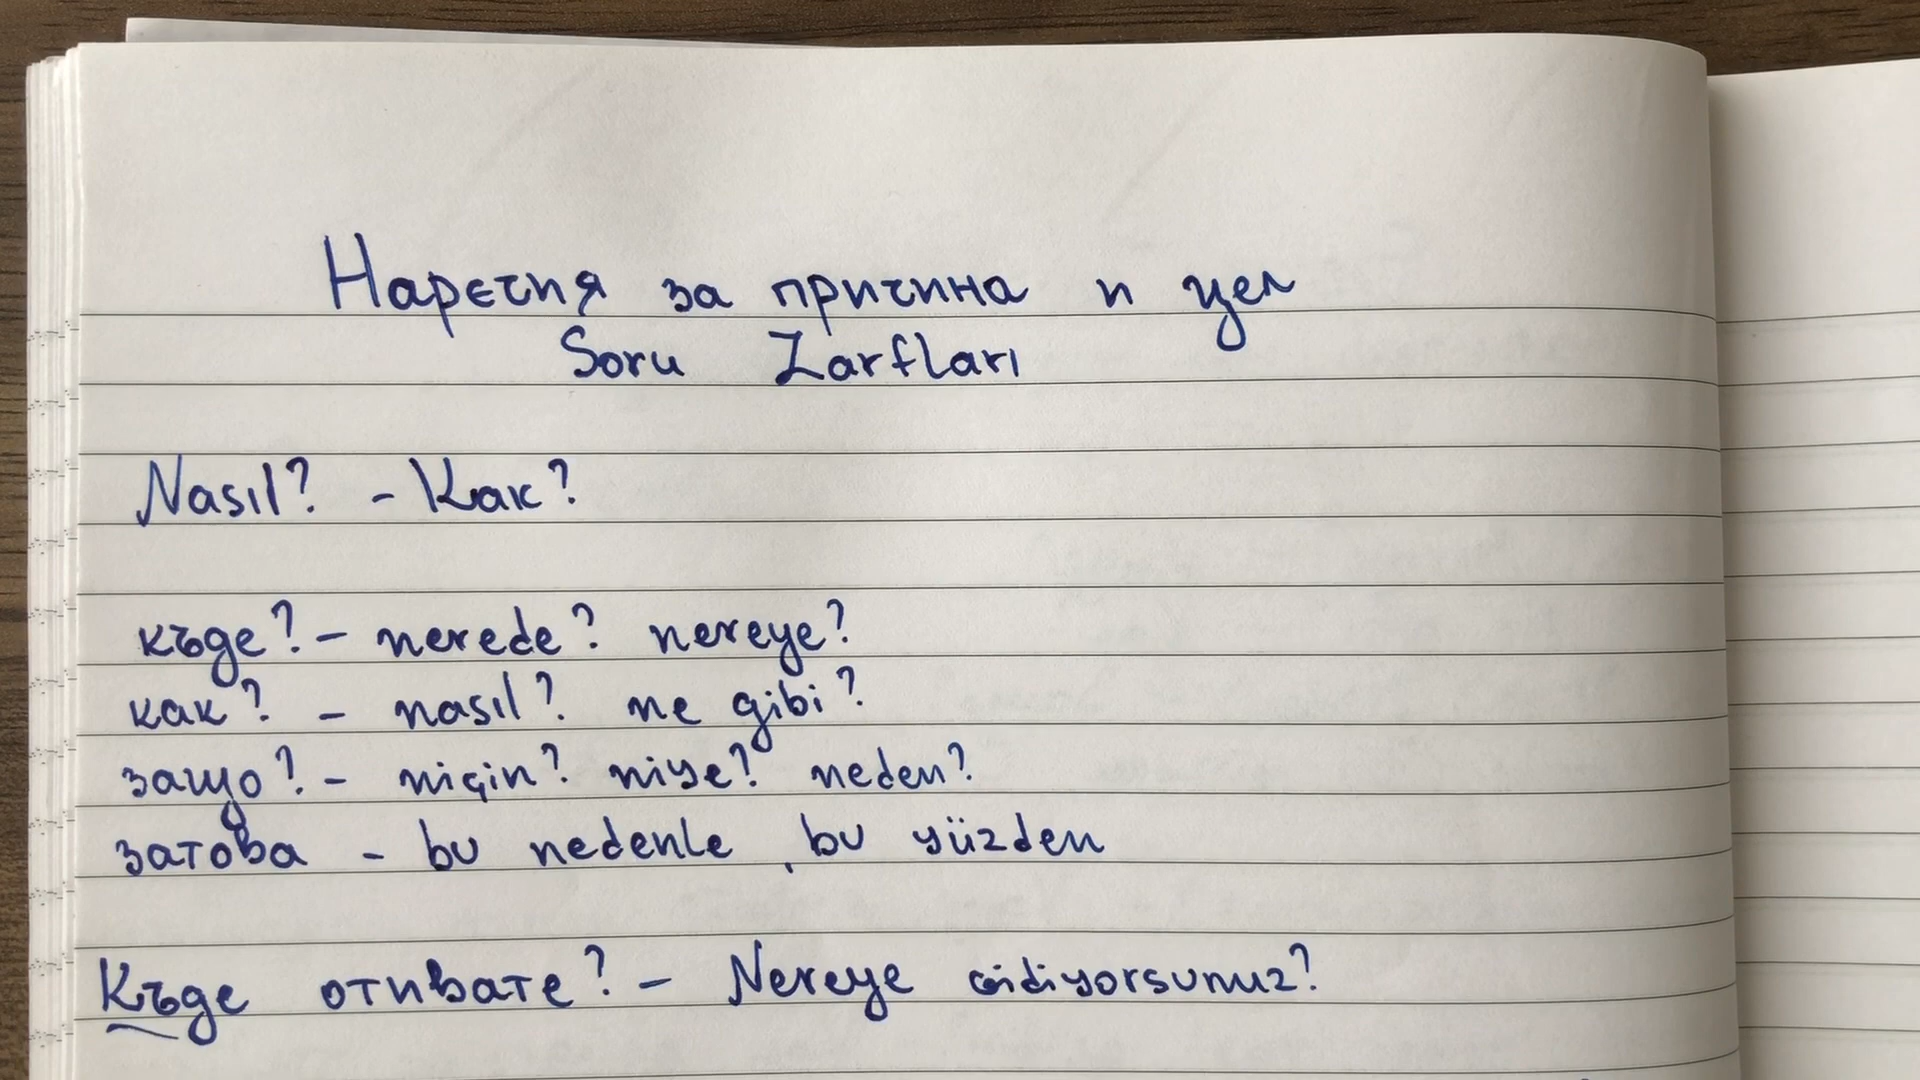 Наречия за причина и цел
Soru Zarfları
Nasıl? - Как?
къде? - nerede? nereye?
как? - nasıl? ne gibi?
защо? - niçin? niye? neden?
затова - bu nedenle, bu yüzden
Къде отивате? - Nereye gidiyorsunuz?